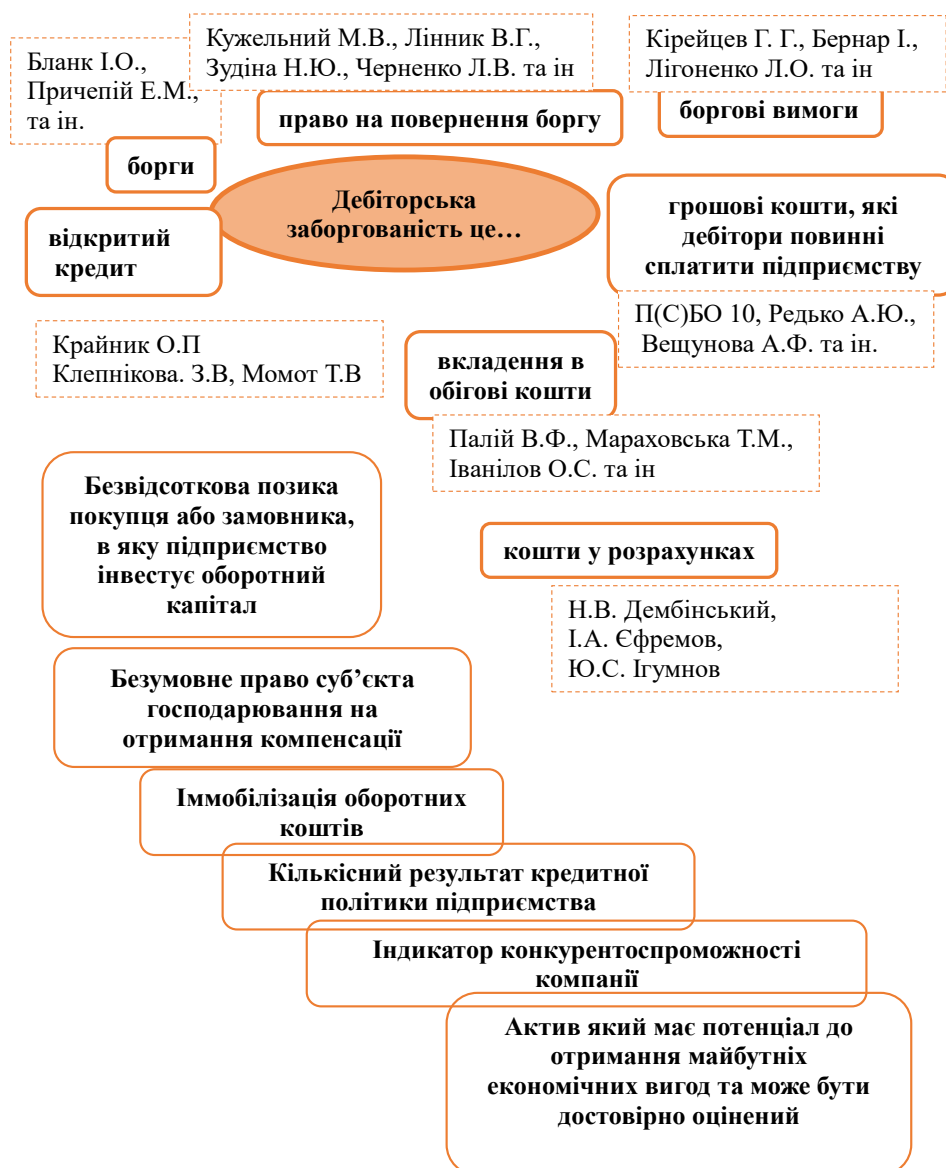 Бланк І.О.,
Причепій Е.М.,
та ін.
Кужельний М.В., Лінник В.Г.,
Зудіна Н.Ю., Черненко Л.В. та ін
Кірейцев Г. Г., Бернар І.,
Лігоненко Л.О. та ін
право на повернення боргу
боргові вимоги
борги
Дебіторська
заборгованість це…
відкритий
кредит
грошові кошти, які
дебітори повинні
сплатити підприємству
П(С)БО 10, Редько А.Ю.,
Вещунова А.Ф. та ін.
Крайник О.П
Клепнікова. З.В, Момот Т.В
вкладення в
обігові кошти
Палій В.Ф., Мараховська Т.М.,
Іванілов О.С. та ін
Безвідсоткова позика
покупця або замовника,
в яку підприємство
інвестує оборотний
капітал
кошти у розрахунках
Н.В. Дембінський,
І.А. Єфремов,
Ю.С. Ігумнов
Безумовне право суб’єкта
господарювання на
отримання компенсації
Іммобілізація оборотних
коштів
Кількісний результат кредитної
політики підприємства
Індикатор конкурентоспроможності
компанії
Актив який має потенціал до
отримання майбутніх
економічних вигод та може бути
достовірно оцінений